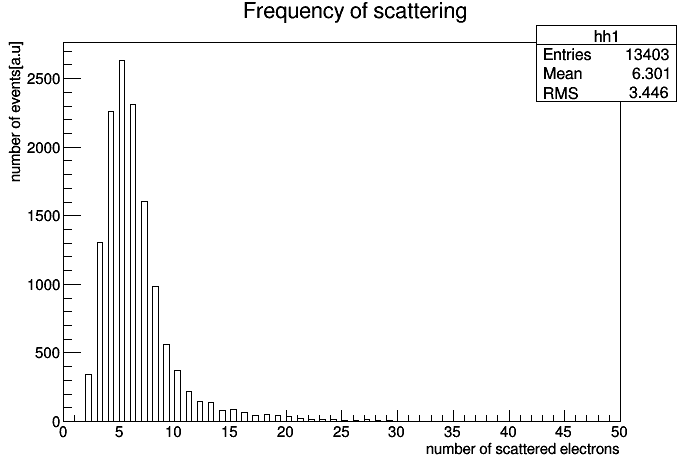 Frequency of scattering
hh1
Entries 13403
Mean 6.301
RMS 3.446
number of events[a.u]
2500
2000
1500
1000
500
0
0 5 10 15 20 25 30 35 40 45 50
number of scattered electrons